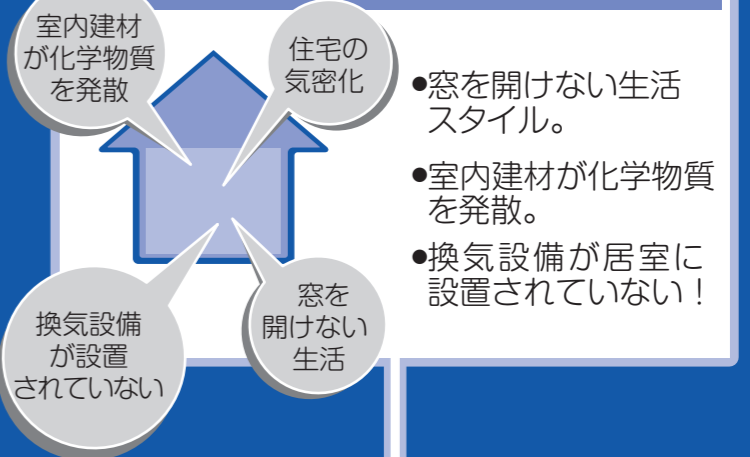 室内建材
が化学物質
を発散
住宅の
気密化
換気設備
が設置
されていない
窓を
開けない
生活
●窓を開けない生活
スタイル。
●室内建材が化学物質
を発散。
●換気設備が居室に
設置されていない！